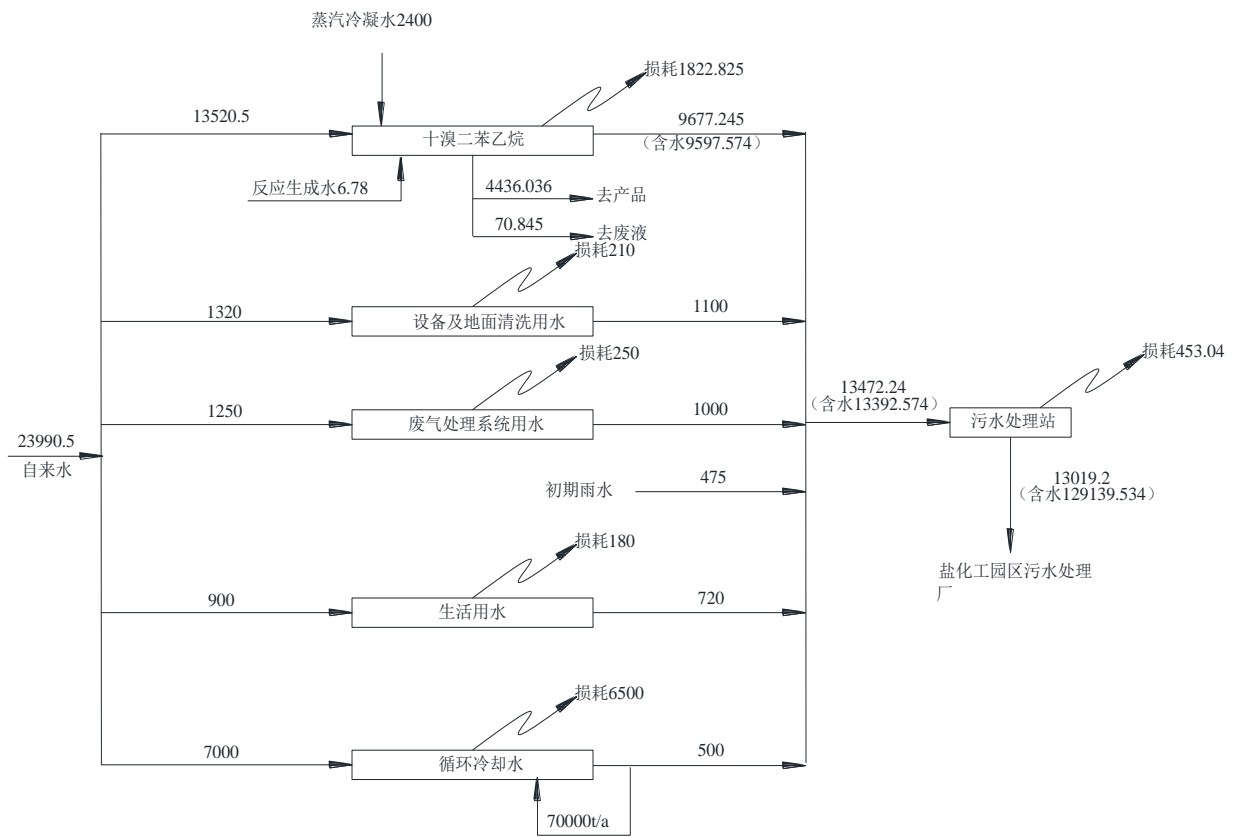 蒸汽冷凝水2400
损耗1822.825
13520.5
十溴二苯乙烷
9677.245
（含水9597.574）
反应生成水6.78
4436.036
去产品
70.845
去废液
损耗210
1320
设备及地面清洗用水
1100
损耗250
1250
废气处理系统用水
1000
13472.24
（含水13392.574）
损耗453.04
污水处理站
23990.5
自来水
初期雨水
475
13019.2
（含水129139.534）
损耗180
盐化工园区污水处理
厂
900
生活用水
720
损耗6500
7000
循环冷却水
500
70000t/a